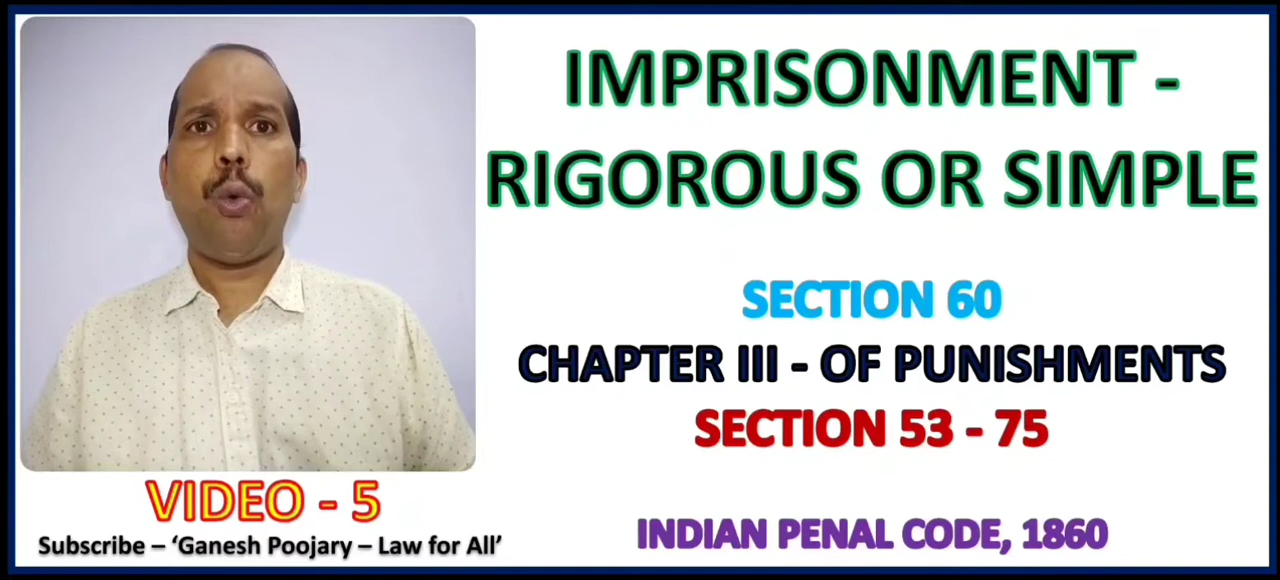 IMPRISONMENT -
RIGOROUS OR SIMPLE
SECTION 60
CHAPTER III - OF PUNISHMENTS
SECTION 53 - 75
INDIAN PENAL CODE, 1860
VIDEO - 5
Subscribe – ‘Ganesh Poojary – Law for All’